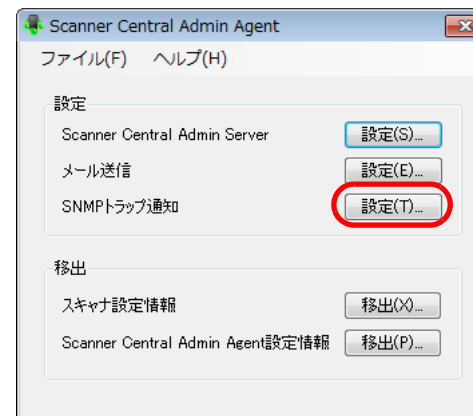 Scanner Central Admin Agent
ファイル(F) ヘルプ(H)
設定
Scanner Central Admin Server 設定(S)...
メール送信 設定(E)...
SNMPトラップ通知 設定(T)...
移出
スキャナ設定情報 移出(X)...
Scanner Central Admin Agent設定情報 移出(P)...